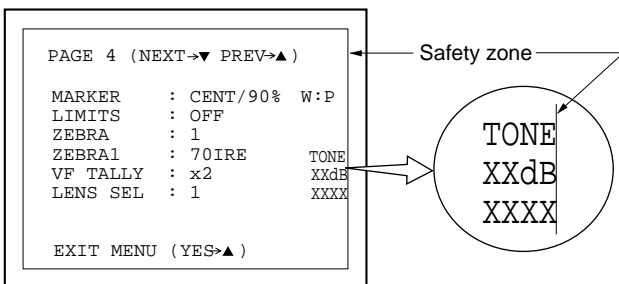 PAGE 4 (NEXT→▼ PREV→▲)
MARKER : CENT/90% W:P
LIMITS : OFF
ZEBRA : 1
ZEBRA1 : 70IRE TONE
VF TALLY : x2 XXdB
LENS SEL : 1 XXXX
EXIT MENU (YES→▲)
Safety zone
TONE
XXdB
XXXX